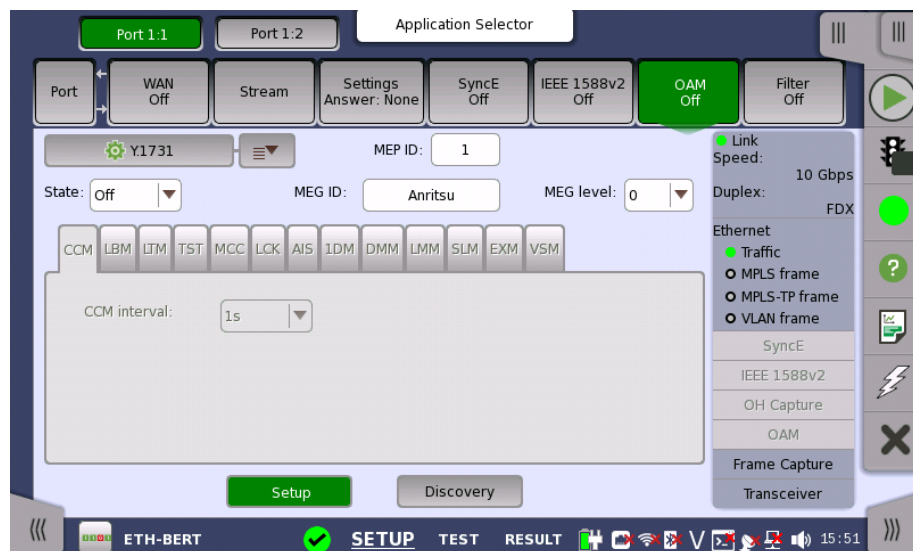 Application Selector
Port 1:1
Port 1:2
Port
WAN
Off
Stream
Settings
Answer: None
SyncE
Off
IEEE 1588v2
Off
OAM
Off
Filter
Off
Y.1731
MEP ID:
1
State:
Off
MEG ID:
Anritsu
MEG level:
0
CCM
LBM
LTM
TST
MCC
LCK
AIS
1DM
DMM
LMM
SLM
EXM
VSM
CCM interval:
1s
Setup
Discovery
Link
Speed:
10 Gbps
Duplex:
FDX
Ethernet
Traffic
MPLS frame
MPLS-TP frame
VLAN frame
SyncE
IEEE 1588v2
OH Capture
OAM
Frame Capture
Transceiver
ETH-BERT
SETUP
TEST
RESULT
V
15:51